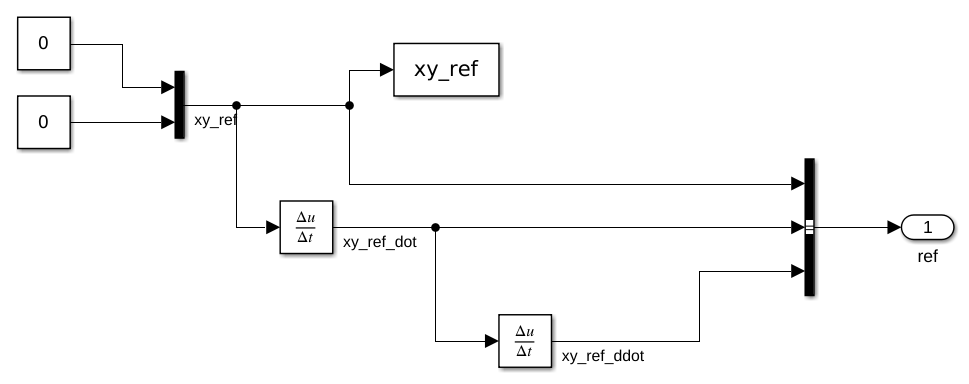 0
xy_ref
0
xy_ref
Δu
Δt
xy_ref_dot
1
ref
Δu
Δt
xy_ref_ddot